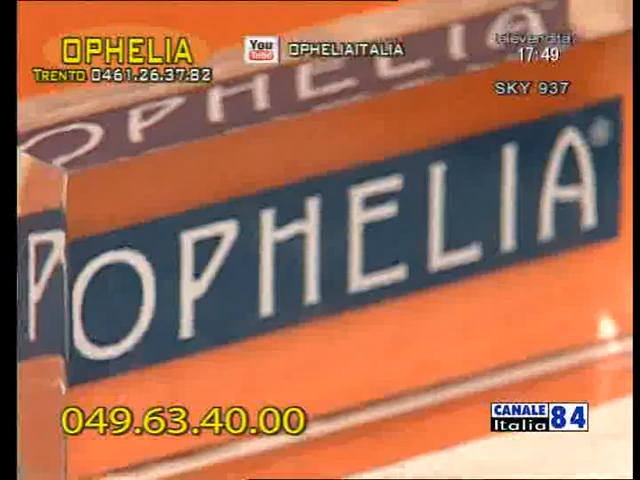 OPHELIA
TRENTO 0461.26.37.82
You Tube OPHELIAITALIA
televendita
17:49
SKY 937
OPHELIA
P OPHELIA®
049.63.40.00
CANALE 84
Italia